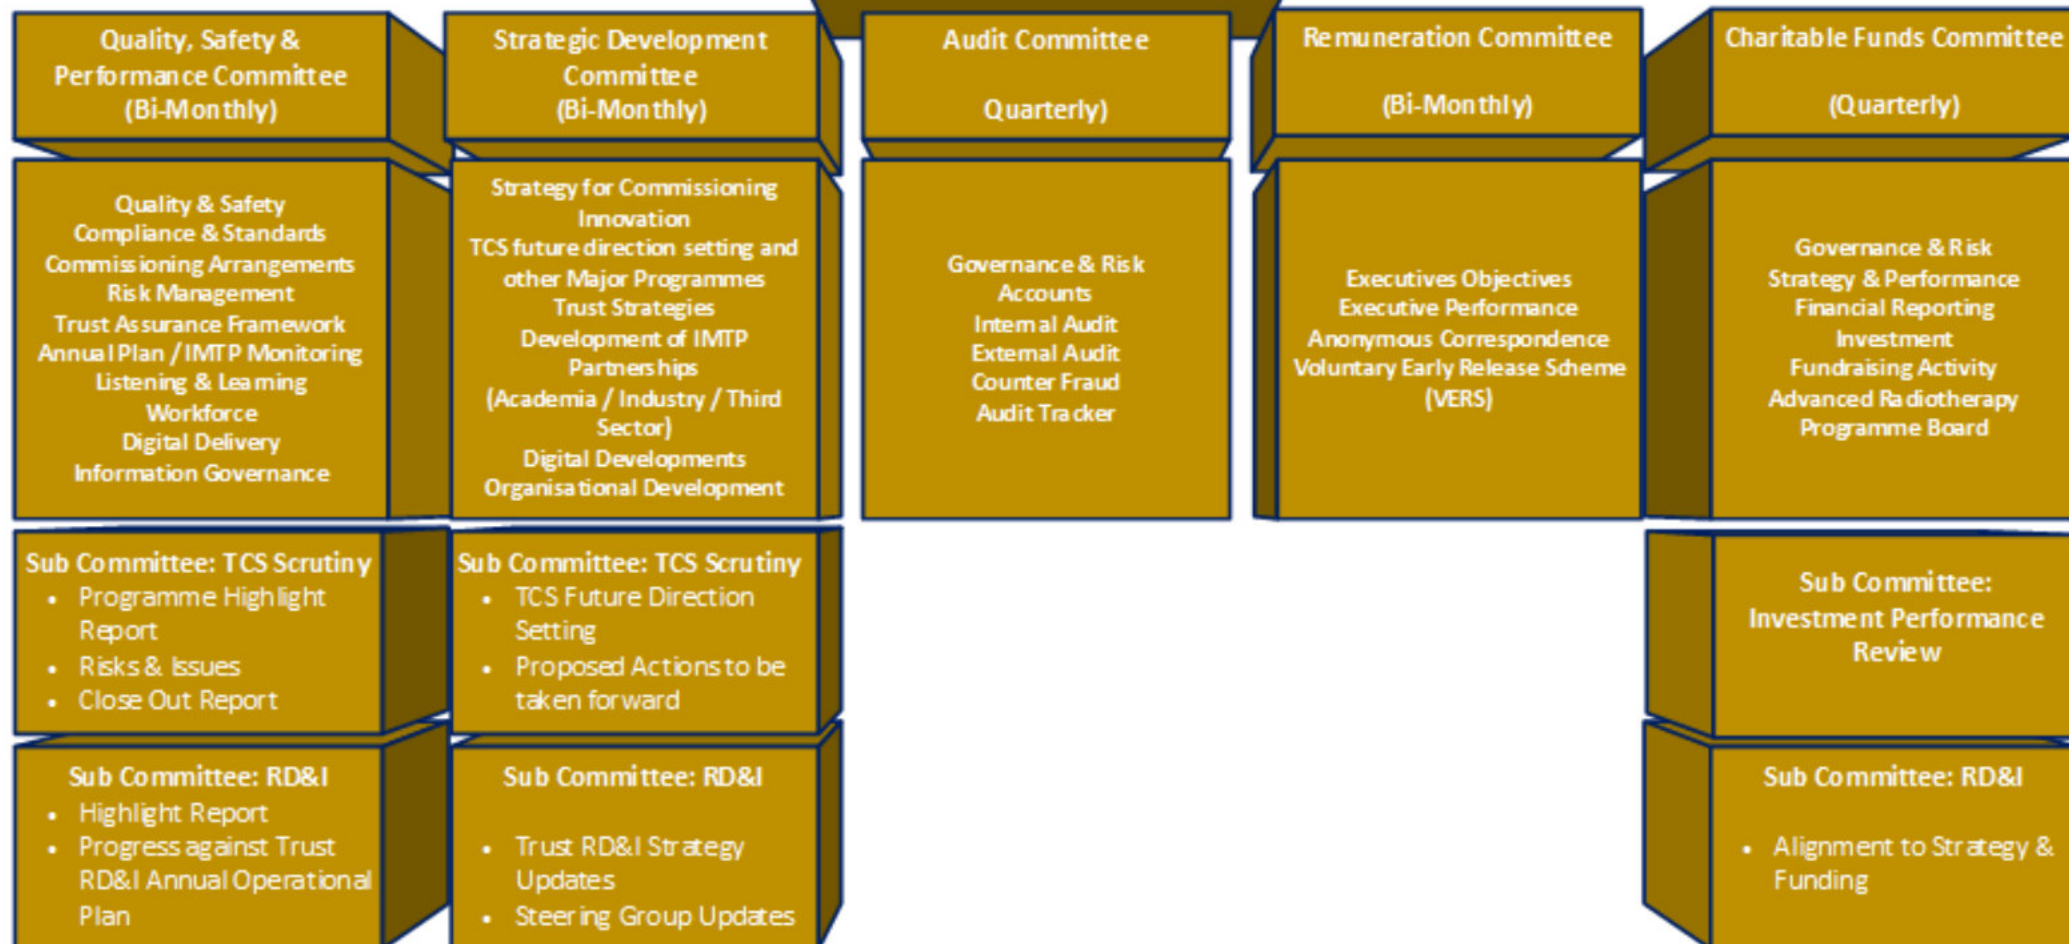 Quality, Safety &
Performance Committee
(Bi-Monthly)
Strategic Development
Committee
(Bi-Monthly)
Audit Committee
Quarterly)
Remuneration Committee
(Bi-Monthly)
Charitable Funds Committee
(Quarterly)
Quality & Safety
Compliance & Standards
Commissioning Arrangements
Risk Management
Trust Assurance Framework
Annual Plan / IMTP Monitoring
Listening & Learning
Workforce
Digital Delivery
Information Governance
Strategy for Commissioning
Innovation
TCS future direction setting and
other Major Programmes
Trust Strategies
Development of IMTP
Partnerships
(Academia / Industry / Third
Sector)
Digital Developments
Organisational Development
Governance & Risk
Accounts
Internal Audit
External Audit
Counter Fraud
Audit Tracker
Executives Objectives
Executive Performance
Anonymous Correspondence
Voluntary Early Release Scheme
(VERS)
Governance & Risk
Strategy & Performance
Financial Reporting
Investment
Fundraising Activity
Advanced Radiotherapy
Programme Board
Sub Committee: TCS Scrutiny
• Programme Highlight
Report
• Risks & Issues
• Close Out Report
Sub Committee: TCS Scrutiny
• TCS Future Direction
Setting
• Proposed Actions to be
taken forward
Sub Committee:
Investment Performance
Review
Sub Committee: RD&I
• Highlight Report
• Progress against Trust
RD&I Annual Operational
Plan
Sub Committee: RD&I
• Trust RD&I Strategy
Updates
• Steering Group Updates
Sub Committee: RD&I
• Alignment to Strategy &
Funding